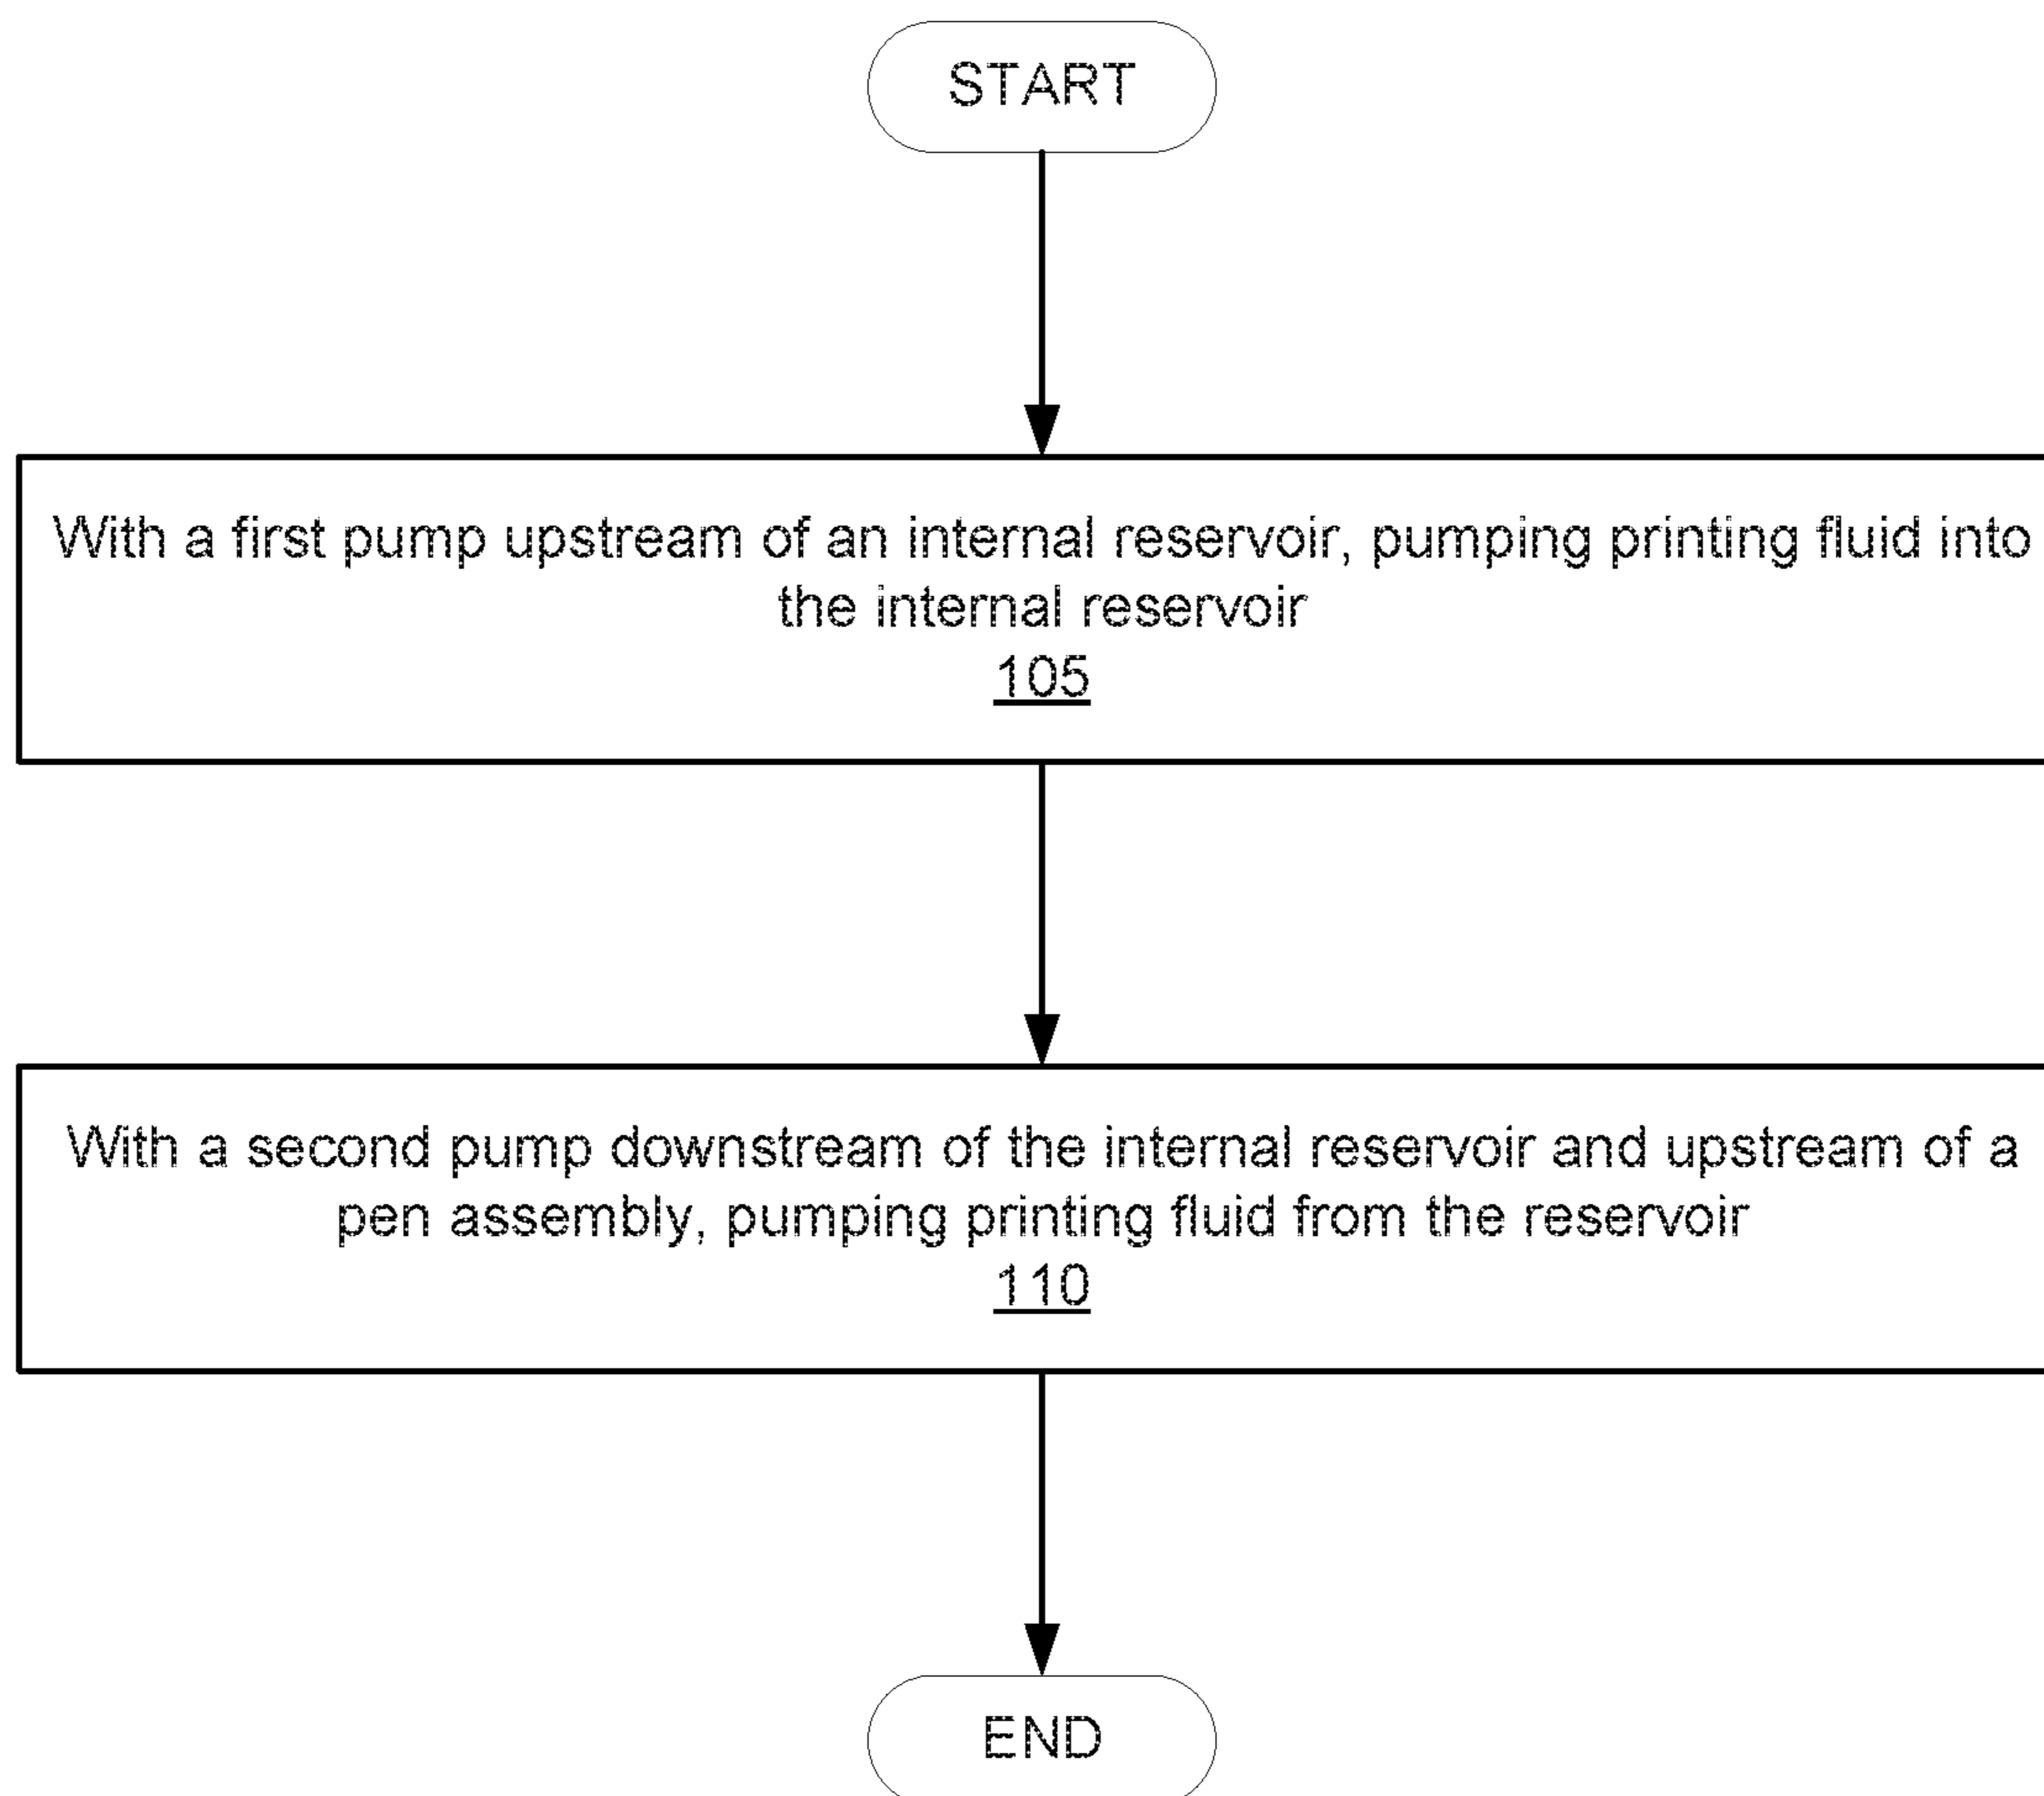 START
With a first pump upstream of an internal reservoir, pumping printing fluid into
the internal reservoir
105
With a second pump downstream of the internal reservoir and upstream of a
pen assembly, pumping printing fluid from the reservoir
110
END